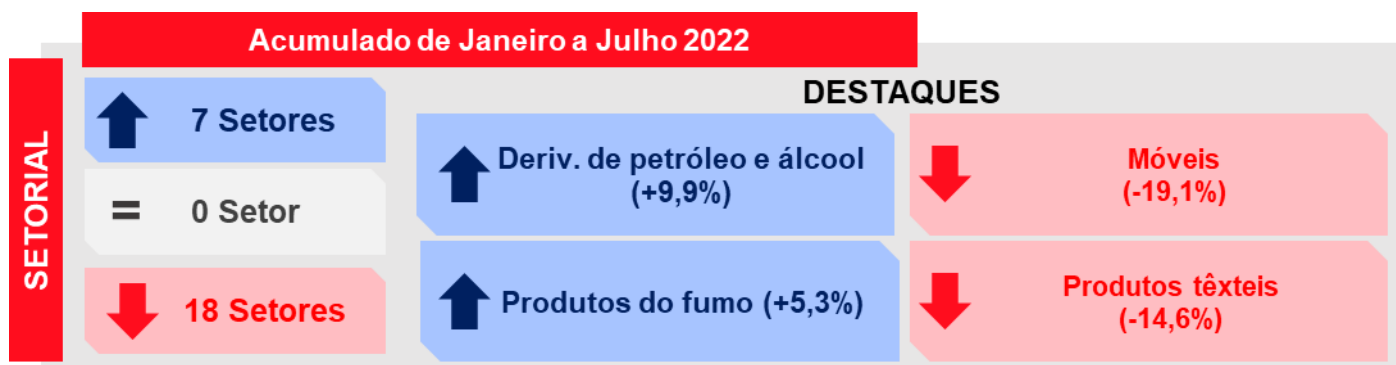 Acumulado de Janeiro a Julho 2022
SETORIAL
7 Setores
=
0 Setor
18 Setores
DESTAQUES
Deriv. de petróleo e álcool
(+9,9%)
Produtos do fumo (+5,3%)
Móveis
(-19,1%)
Produtos têxteis
(-14,6%)